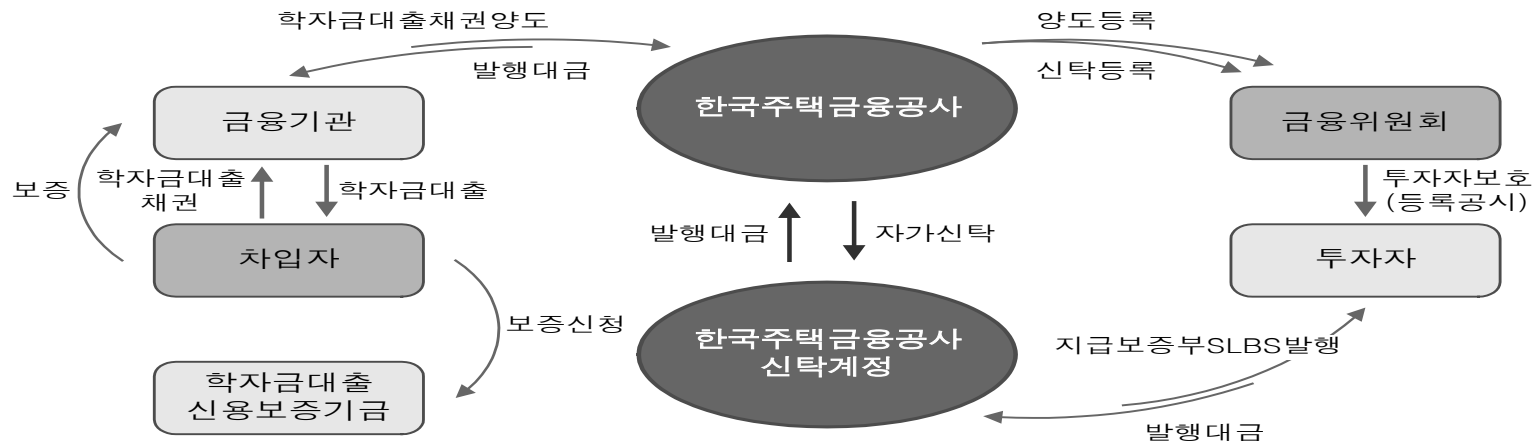 학자금대출채권양도
발행대금
양도등록
신탁등록
금융기관
한국주택금융공사
금융위원회
보증
학자금대출
채권
학자금대출
투자자보호
(등록공시)
발행대금
자가신탁
차입자
투자자
보증신청
한국주택금융공사
신탁계정
지급보증부SLBS발행
학자금대출
신용보증기금
발행대금